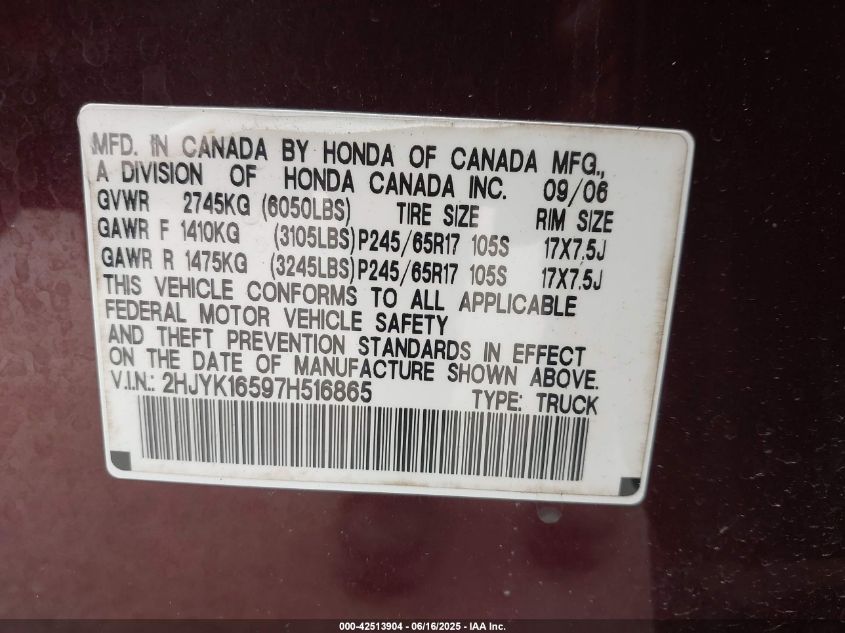 MFD. IN CANADA BY HONDA OF CANADA MFG.,
A DIVISION OF HONDA CANADA INC. 09/06
GVWR 2745KG (6050LBS) TIRE SIZE RIM SIZE
GAWR F 1410KG (3105LBS) P245/65R17 105S 17X7.5J
GAWR R 1475KG (3245LBS) P245/65R17 105S 17X7.5J
THIS VEHICLE CONFORMS TO ALL APPLICABLE
FEDERAL MOTOR VEHICLE SAFETY
AND THEFT PREVENTION STANDARDS IN EFFECT
ON THE DATE OF MANUFACTURE SHOWN ABOVE.
V.I.N.: 2HJYK16597H516865 TYPE: TRUCK
000-42513904 - 06/16/2025 - IAA Inc.